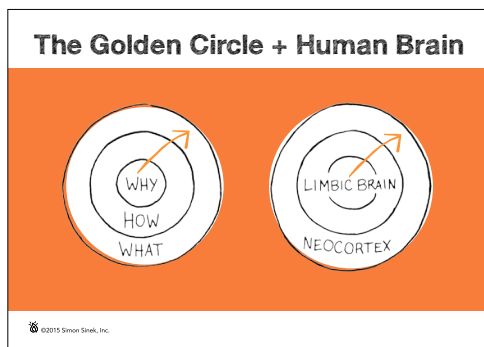 The Golden Circle + Human Brain
WHY
HOW
WHAT
LIMBIC BRAIN
NEOCORTEX
©2015 Simon Sinek, Inc.